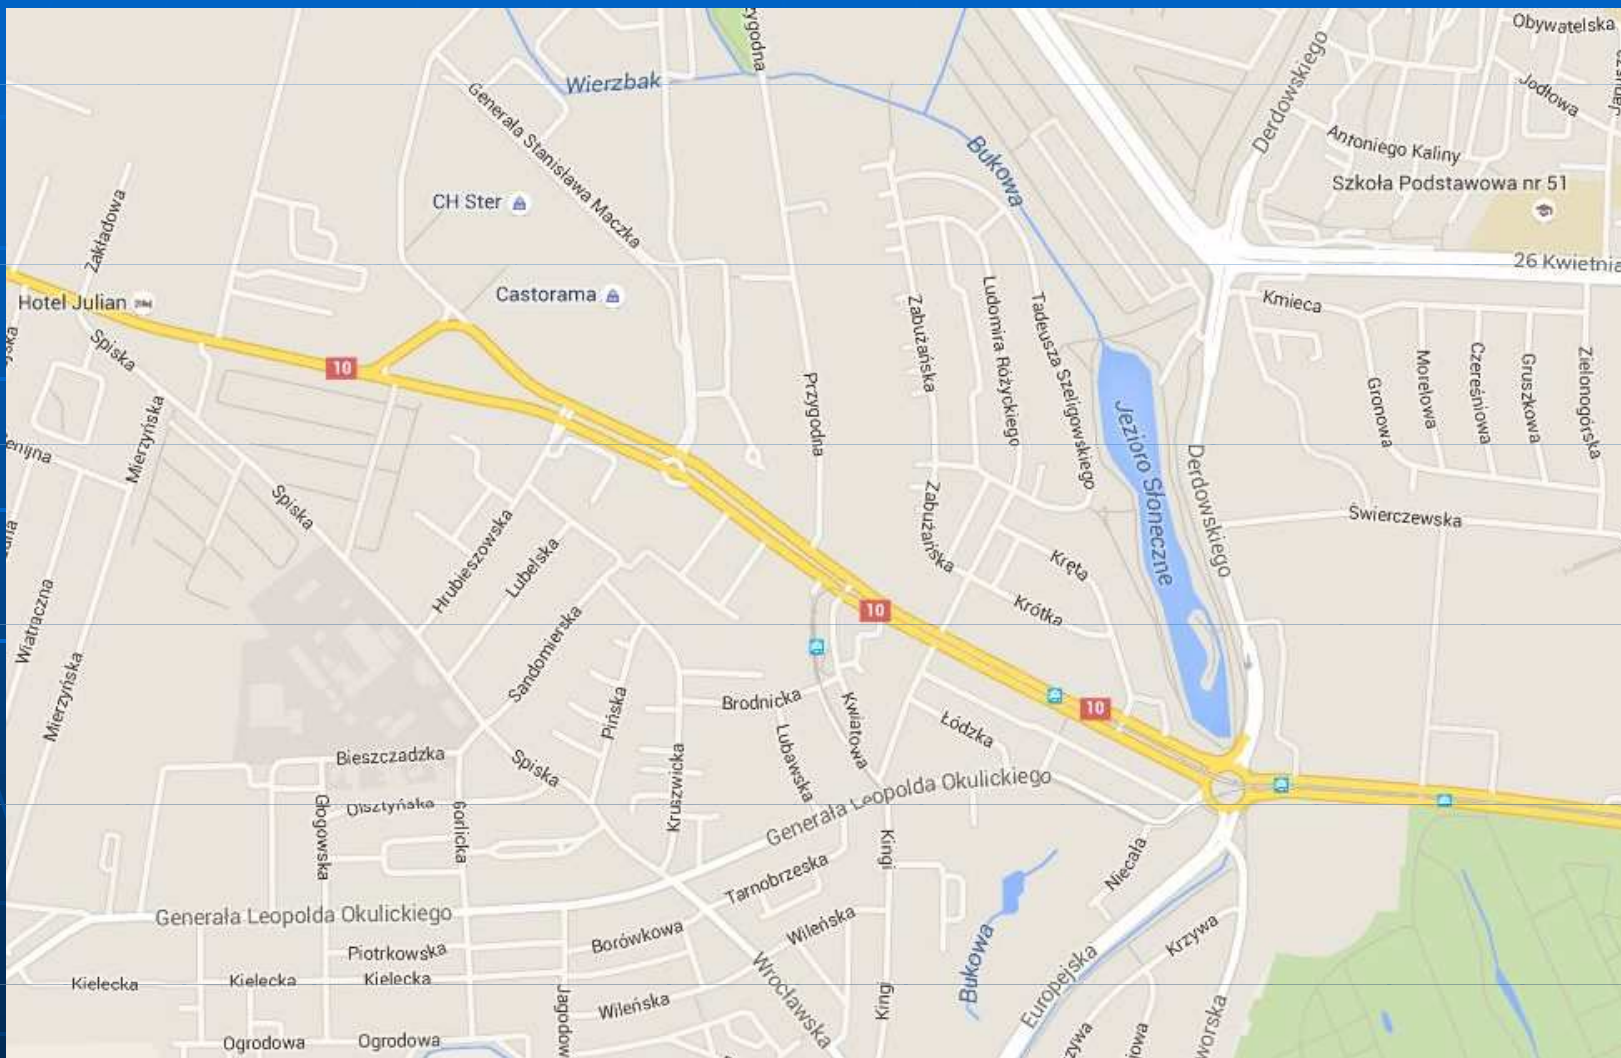 Obywatelska
Derdowskiego
Jodłowa
Wierzbak
Generała Stanisława Maczka
Bukowa
Antoniego Kaliny
Szkoła Podstawowa nr 51
CH Ster
Zakładowa
26 Kwietnia
Castorama
Hotel Julian
Kmieca
Spiska
10
Zabużańska
Ludomira Różyckiego
Tadeusza Szeligowskiego
Przygodna
Gronowa
Morelowa
Czereśniowa
Gruszkowa
Zielonogórska
Mierzyńska
Jezioro Słoneczne
Derdowskiego
Spiska
Zabużańska
Świerczewska
Hrubieszowska
Lubelska
Kręta
Krótka
10
Wiatraczna
Mierzyńska
Sandomierska
Pińska
Brodnicka
Kwiatowa
10
Łódzka
Lubawska
Bieszczadzka
Spiska
Kruszwicka
Olsztyńska
Głogowska
Gorlicka
Generała Leopolda Okulickiego
Kingi
Niecała
Tarnobrzeska
Generała Leopolda Okulickiego
Borówkowa
Wileńska
Krzywa
Piotrkowska
Kielecka
Kielecka
Kielecka
Wrocławska
Bukowa
Europejska
Kingi
Wileńska
Ogrodowa
Ogrodowa